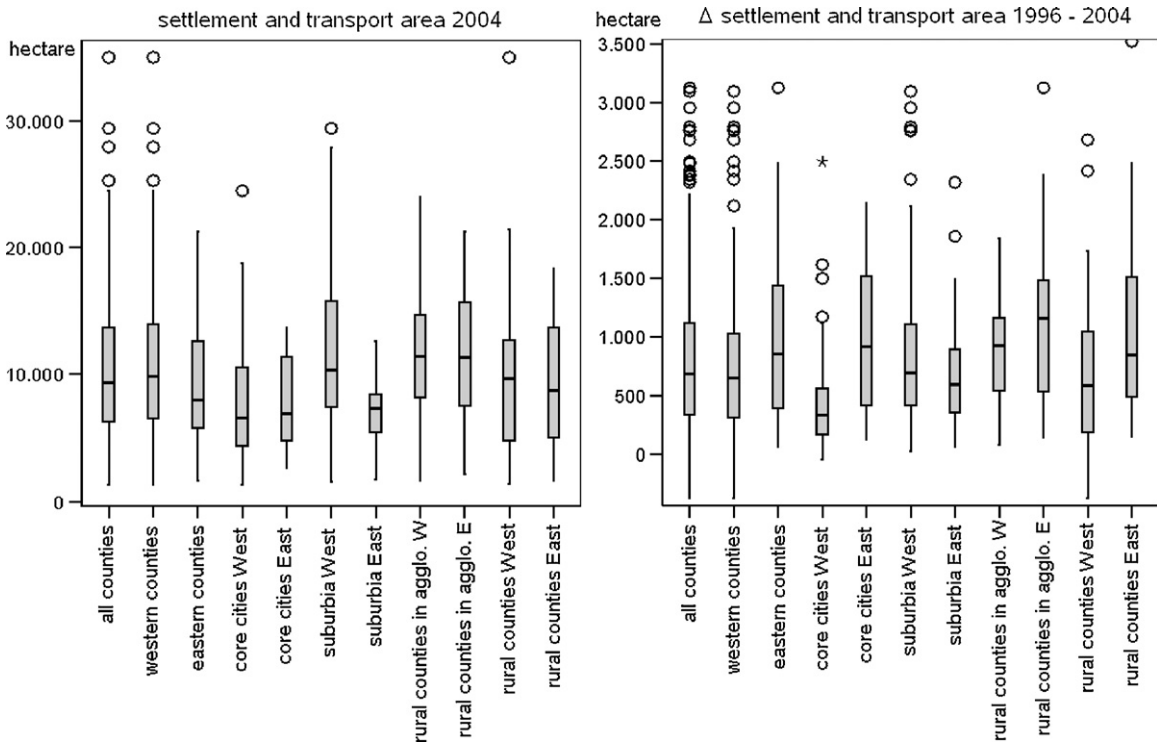 settlement and transport area 2004
hectare
30.000
20.000
10.000
0
all counties
western counties
eastern counties
core cities West
core cities East
suburbia West
suburbia East
rural counties in agglo. W
rural counties in agglo. E
rural counties West
rural counties East
Δ settlement and transport area 1996 - 2004
hectare
3.500
3.000
2.500
2.000
1.500
1.000
500
0
all counties
western counties
eastern counties
core cities West
core cities East
suburbia West
suburbia East
rural counties in agglo. W
rural counties in agglo. E
rural counties West
rural counties East